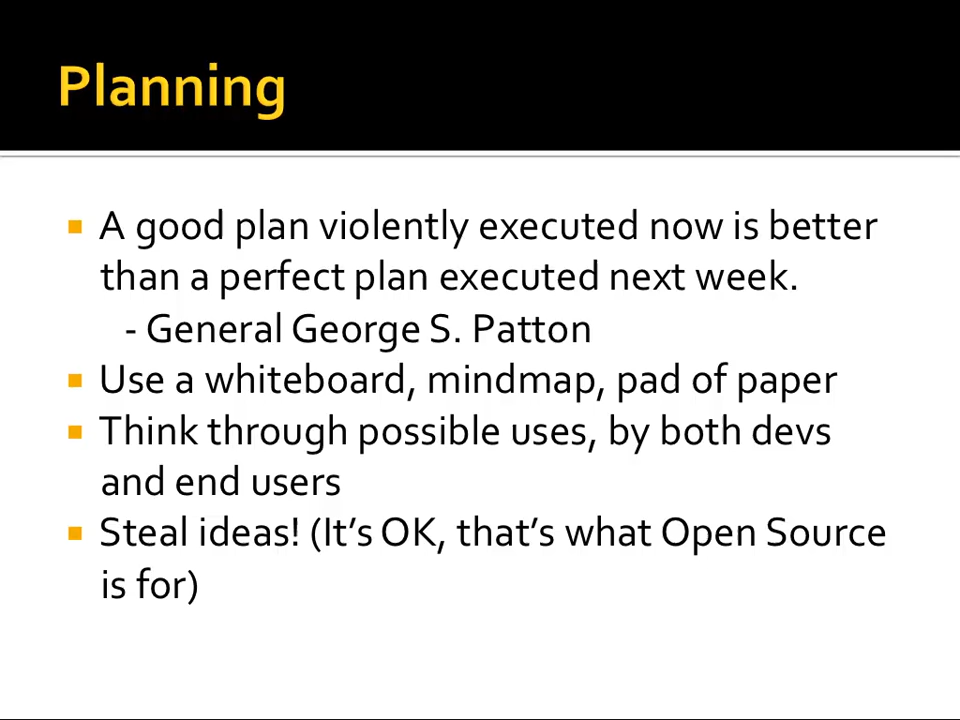 Planning
A good plan violently executed now is better
than a perfect plan executed next week.
- General George S. Patton
Use a whiteboard, mindmap, pad of paper
Think through possible uses, by both devs
and end users
Steal ideas! (It’s OK, that’s what Open Source
is for)